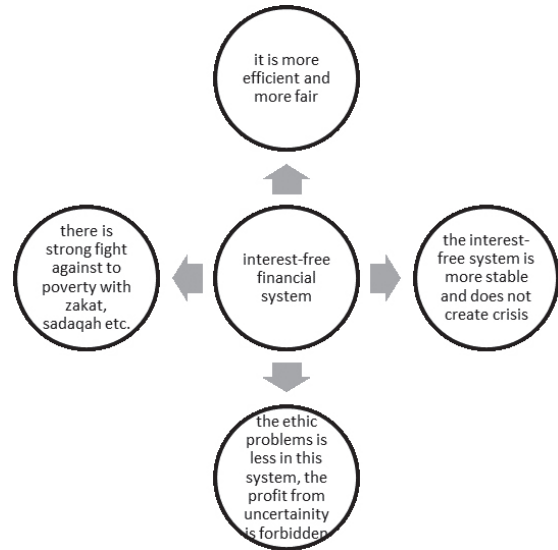 it is more
efficient and
more fair
there is
strong fight
against to
poverty with
zakat,
sadaqah etc.
interest-free
financial
system
the interest-
free system is
more stable
and does not
create crisis
the ethic
problems is
less in this
system, the
profit from
uncertainity
is forbidden